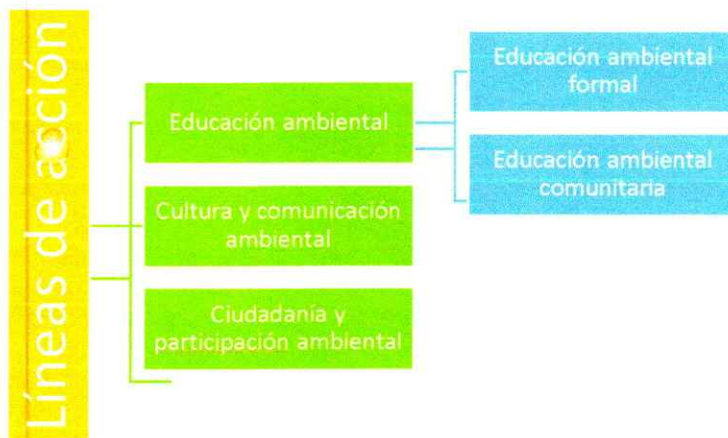 Líneas de acción
Educación ambiental
Cultura y comunicación
ambiental
Ciudadanía y
participación ambiental
Educación ambiental
formal
Educación ambiental
comunitaria